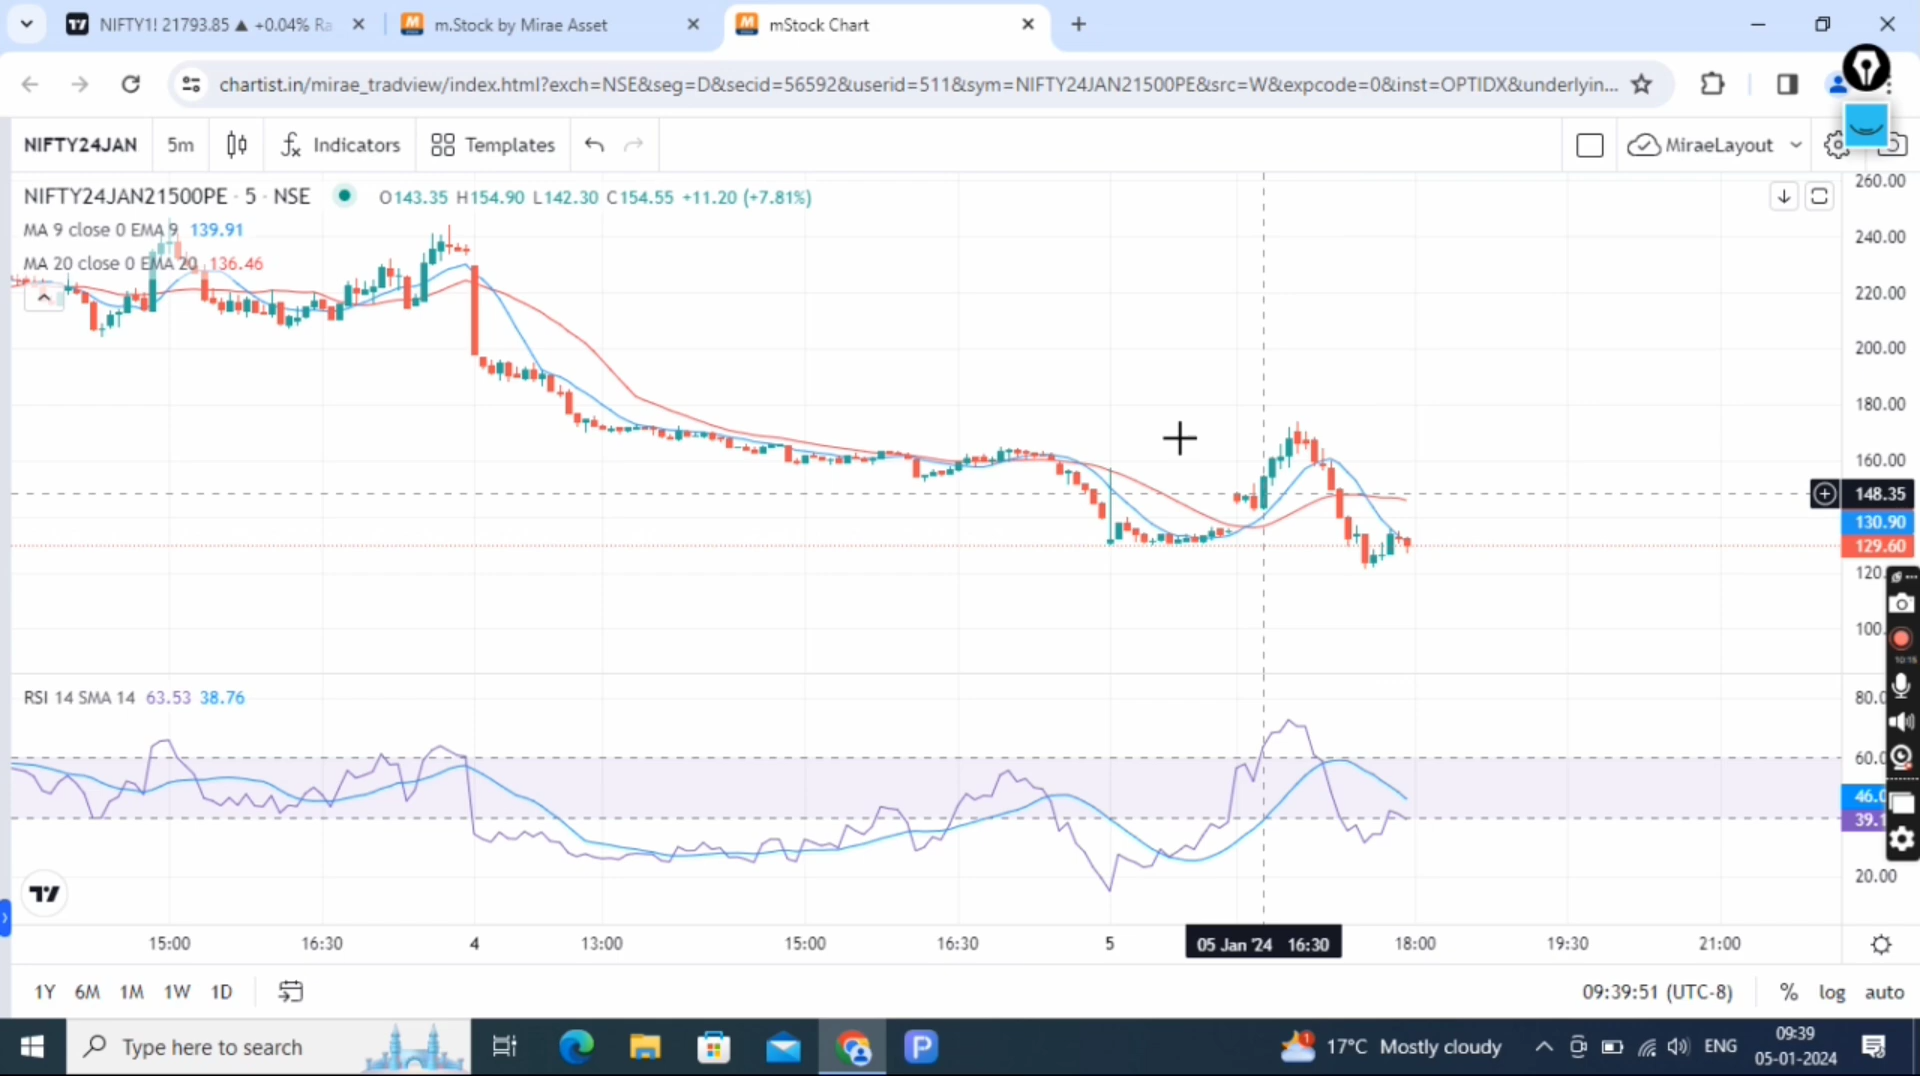 NIFTY1! 21793.85 ▲ +0.04% Ra
m.Stock by Mirae Asset
mStock Chart
chartist.in/mirae_tradview/index.html?exch=NSE&seg=D&secid=56592&userid=511&sym=NIFTY24JAN21500PE&src=W&expcode=0&inst=OPTIDX&underlyin...
NIFTY24JAN 5m Indicators Templates MiraeLayout
NIFTY24JAN21500PE · 5 · NSE O143.35 H154.90 L142.30 C154.55 +11.20 (+7.81%)
MA 9 close 0 EMA 9 139.91
MA 20 close 0 EMA 20 136.46
260.00
240.00
220.00
200.00
180.00
160.00
148.35
130.90
129.60
120.
100.
RSI 14 SMA 14 63.53 38.76
80.0
60.0
46.0
39.1
20.00
10:15
15:00 16:30 4 13:00 15:00 16:30 5 05 Jan '24 16:30 18:00 19:30 21:00
1Y 6M 1M 1W 1D 09:39:51 (UTC-8) % log auto
Type here to search 17°C Mostly cloudy ENG 09:39
05-01-2024